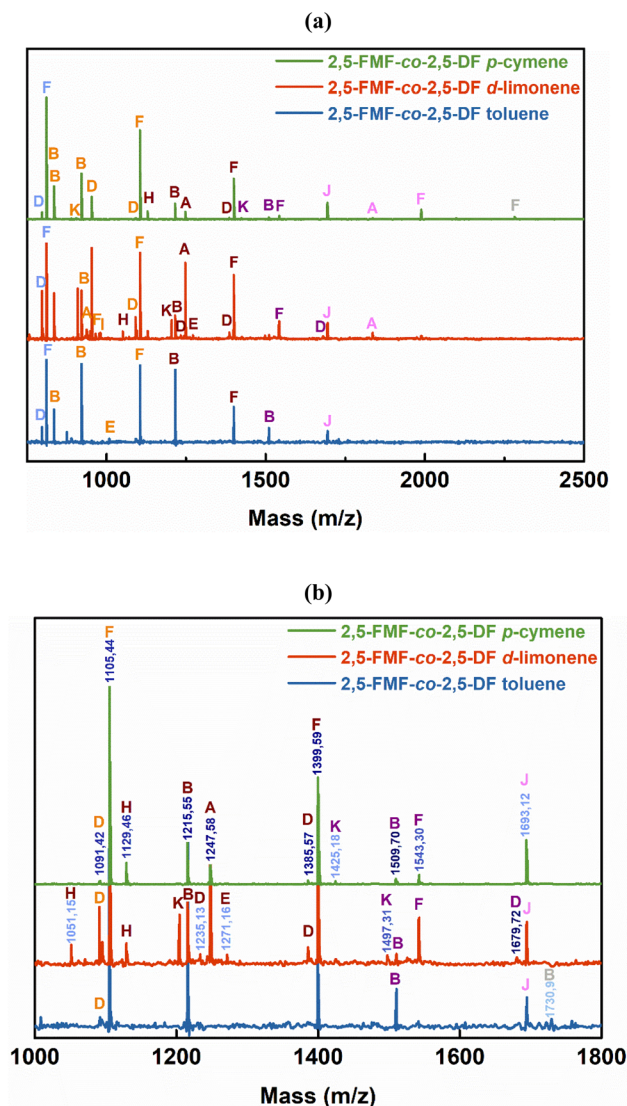 (a)
2,5-FMF-co-2,5-DF p-cymene
2,5-FMF-co-2,5-DF d-limonene
2,5-FMF-co-2,5-DF toluene
F
D
B
B
K
B
D
D
F
H
B
A
D
F
K
B
F
J
A
F
F
F
D
B
A
F
I
D
F
H
K
B
A
D
E
D
F
F
D
J
A
F
D
B
B
E
F
B
F
B
J
1000
1500
2000
2500
Mass (m/z)
(b)
2,5-FMF-co-2,5-DF p-cymene
2,5-FMF-co-2,5-DF d-limonene
2,5-FMF-co-2,5-DF toluene
F
1105,44
D
1091,42
H
1129,46
B
1215,55
A
1247,58
D
1385,57
F
1399,59
K
1425,18
B
1509,70
F
1543,30
J
1693,12
H
1051,15
D
H
K
B
D
1235,13
E
1271,16
D
K
1497,31
B
F
D
1679,72
J
D
B
J
B
1730,9
1000
1200
1400
1600
1800
Mass (m/z)